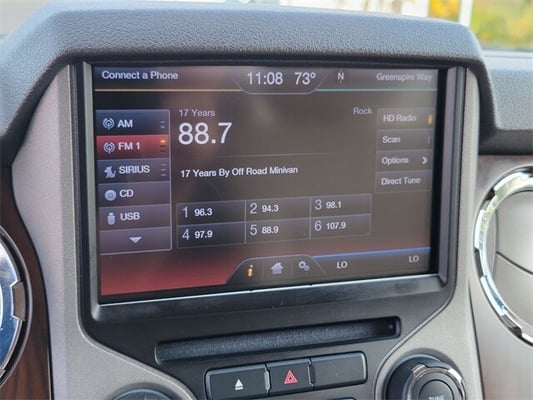 Connect a Phone 11:08 73° N Greenspire Way
AM
FM 1
SIRIUS
CD
USB
17 Years Rock
88.7
17 Years By Off Road Minivan
1 96.3 2 94.3 3 98.1
4 97.9 5 88.9 6 107.9
HD Radio
Scan
Options
Direct Tune
i LO LO
TUNE